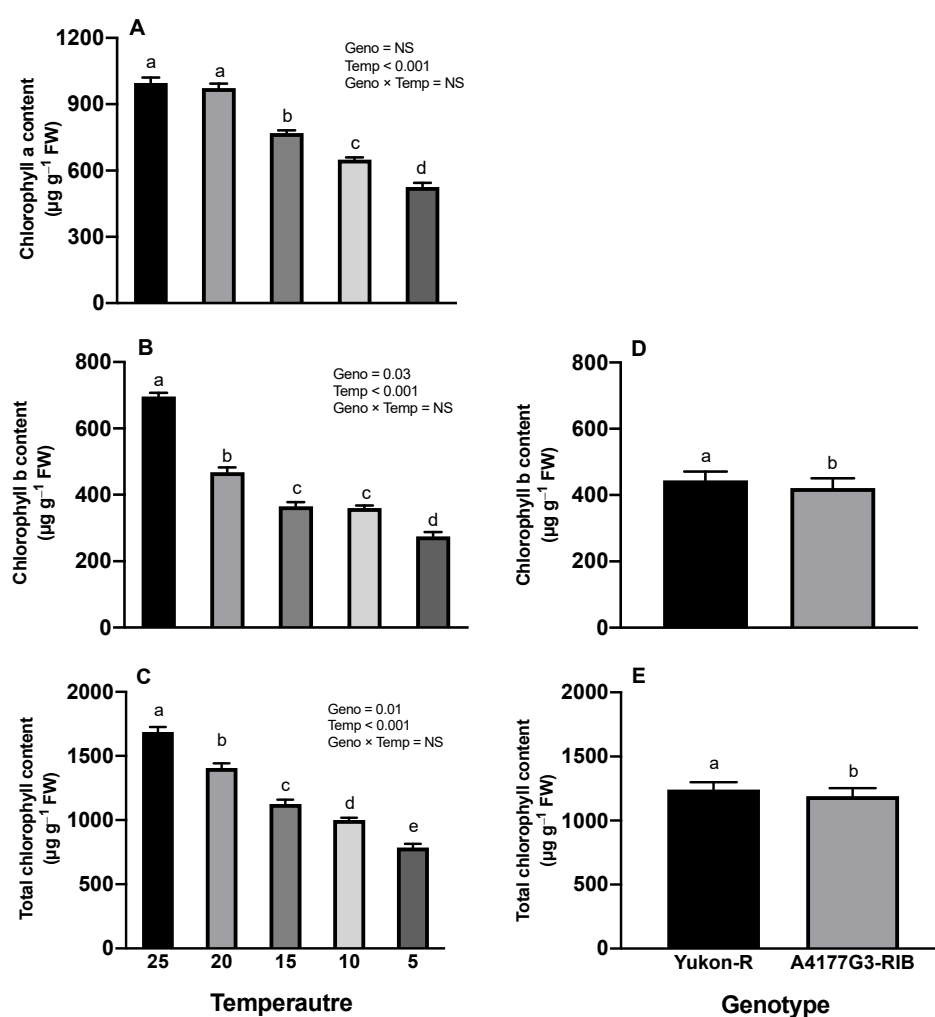 A
Chlorophyll a content
(µg g⁻¹ FW)
1200
900
600
300
0
a
a
b
c
d
Geno = NS
Temp < 0.001
Geno × Temp = NS
B
Chlorophyll b content
(µg g⁻¹ FW)
800
600
400
200
0
a
b
c
c
d
Geno = 0.03
Temp < 0.001
Geno × Temp = NS
D
Chlorophyll b content
(µg g⁻¹ FW)
800
600
400
200
0
a
b
C
Total chlorophyll content
(µg g⁻¹ FW)
2000
1500
1000
500
0
a
b
c
d
e
Geno = 0.01
Temp < 0.001
Geno × Temp = NS
25 20 15 10 5
Temperautre
E
Total chlorophyll content
(µg g⁻¹ FW)
2000
1500
1000
500
0
a
b
Yukon-R A4177G3-RIB
Genotype